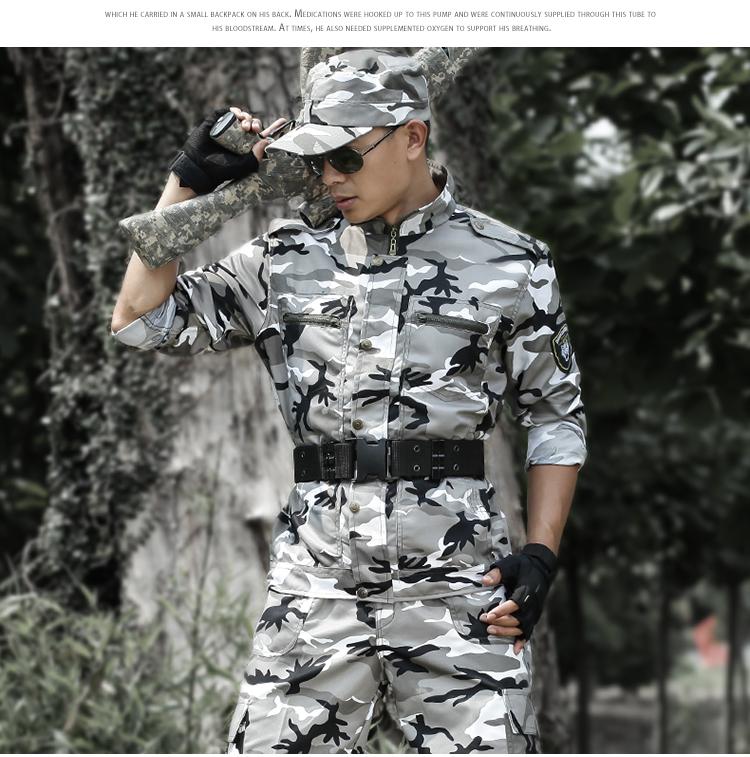 WHICH HE CARRIED IN A SMALL BACKPACK ON HIS BACK. MEDICATIONS WERE HOOKED UP TO THIS PUMP AND WERE CONTINUOUSLY SUPPLIED THROUGH THIS TUBE TO
HIS BLOODSTREAM. AT TIMES, HE ALSO NEEDED SUPPLEMENTED OXYGEN TO SUPPORT HIS BREATHING.